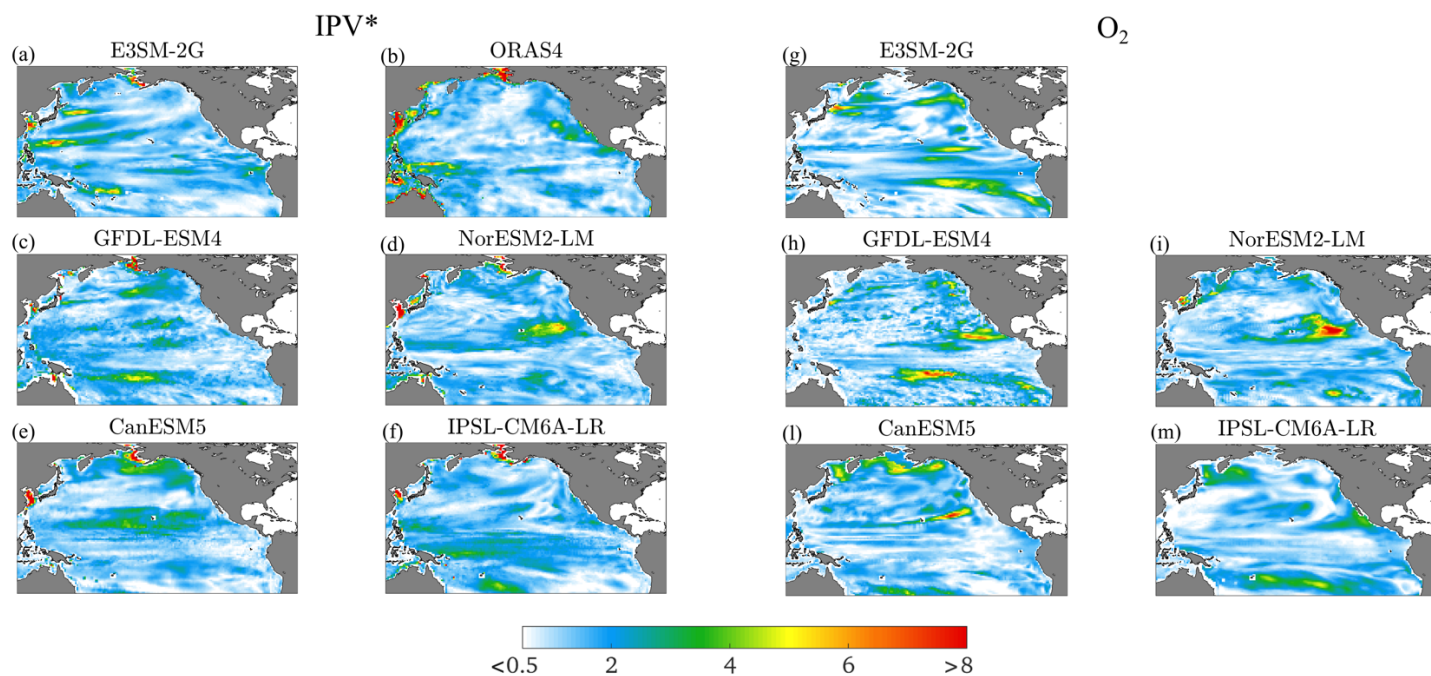 IPV* O₂
(a) E3SM-2G (b) ORAS4 (g) E3SM-2G
(c) GFDL-ESM4 (d) NorESM2-LM (h) GFDL-ESM4 (i) NorESM2-LM
(e) CanESM5 (f) IPSL-CM6A-LR (l) CanESM5 (m) IPSL-CM6A-LR
<0.5 2 4 6 >8